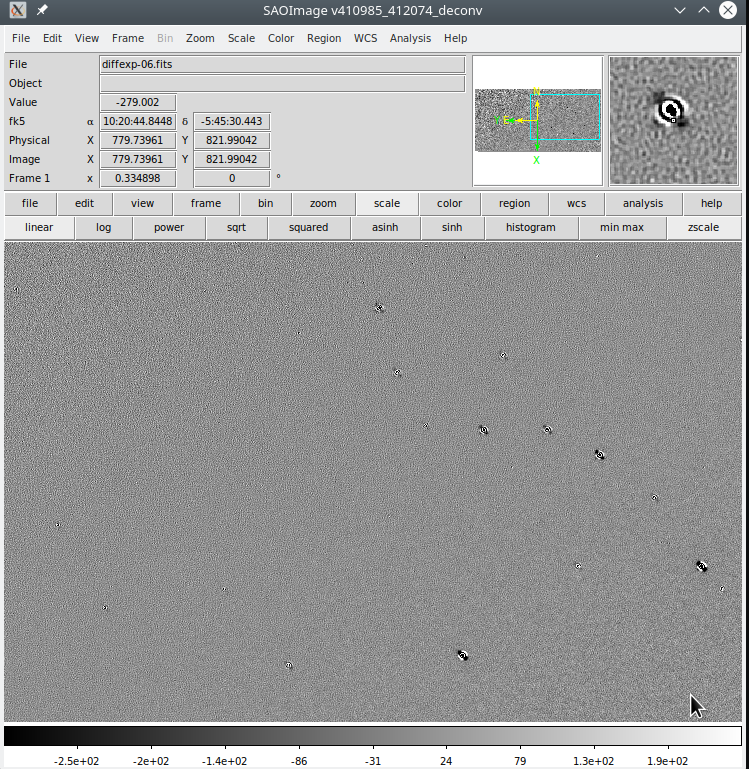 SAOImage v410985_412074_deconv
File Edit View Frame Bin Zoom Scale Color Region WCS Analysis Help
File diffexp-06.fits
Object
Value -279.002
fk5 α 10:20:44.8448 δ -5:45:30.443
Physical X 779.73961 Y 821.99042
Image X 779.73961 Y 821.99042
Frame 1 x 0.334898 0 °
N
Y E
X
file edit view frame bin zoom scale color region wcs analysis help
linear log power sqrt squared asinh sinh histogram min max zscale
-2.5e+02 -2e+02 -1.4e+02 -86 -31 24 79 1.3e+02 1.9e+02